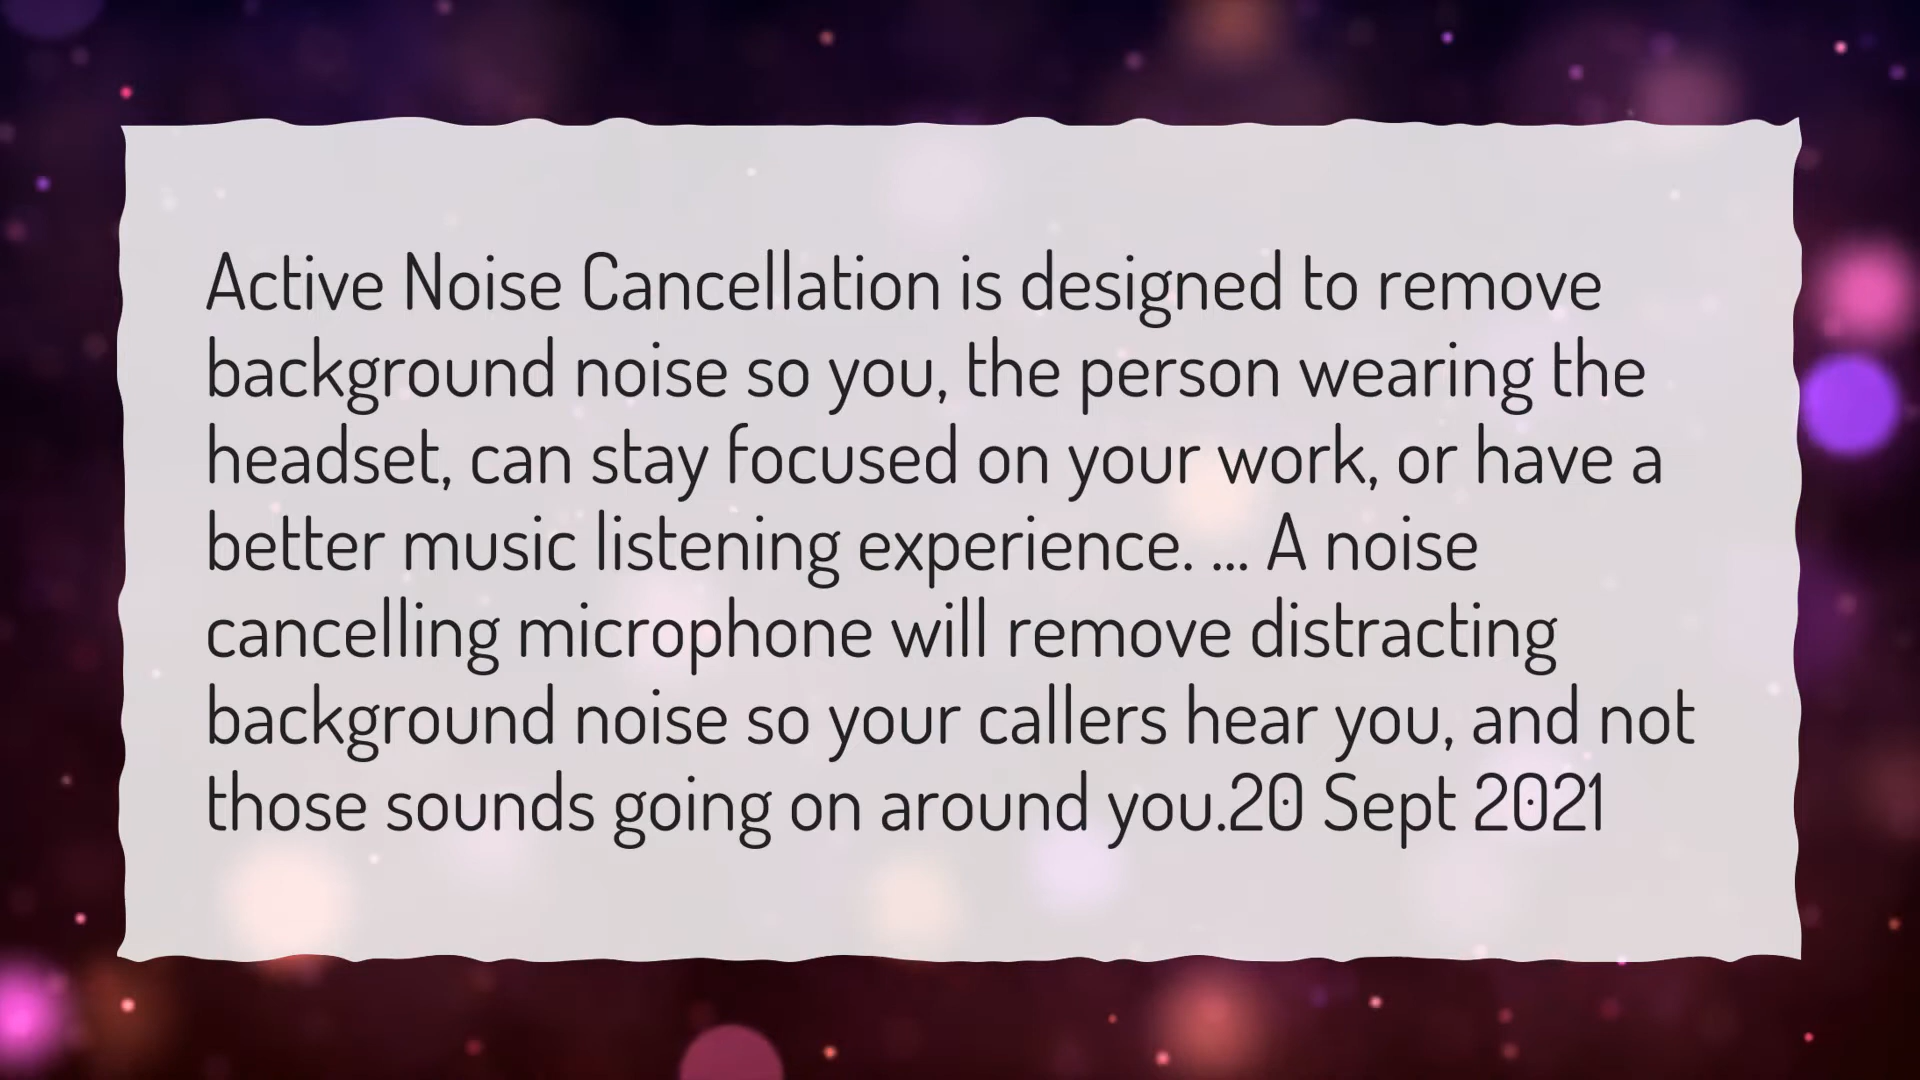 Active Noise Cancellation is designed to remove
background noise so you, the person wearing the
headset, can stay focused on your work, or have a
better music listening experience. ... A noise
cancelling microphone will remove distracting
background noise so your callers hear you, and not
those sounds going on around you.20 Sept 2021